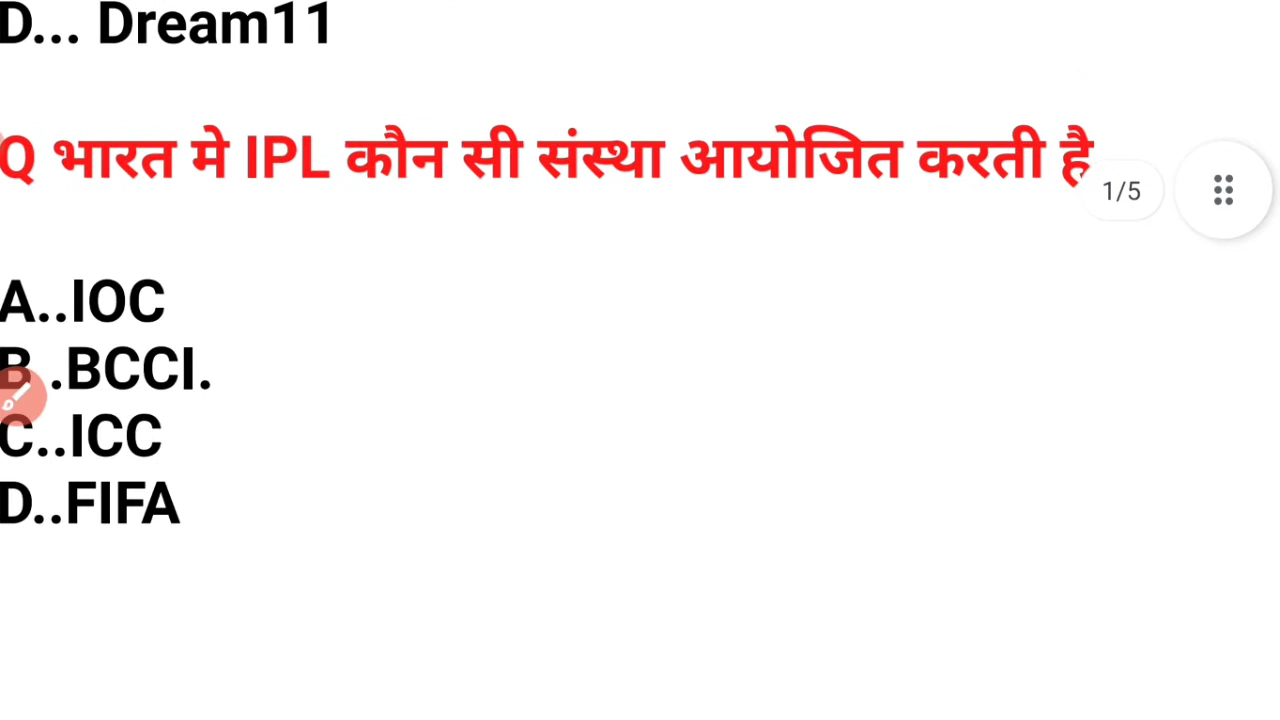 D... Dream11
Q भारत मे IPL कौन सी संस्था आयोजित करती है
1/5
A..IOC
B .BCCI.
C..ICC
D..FIFA